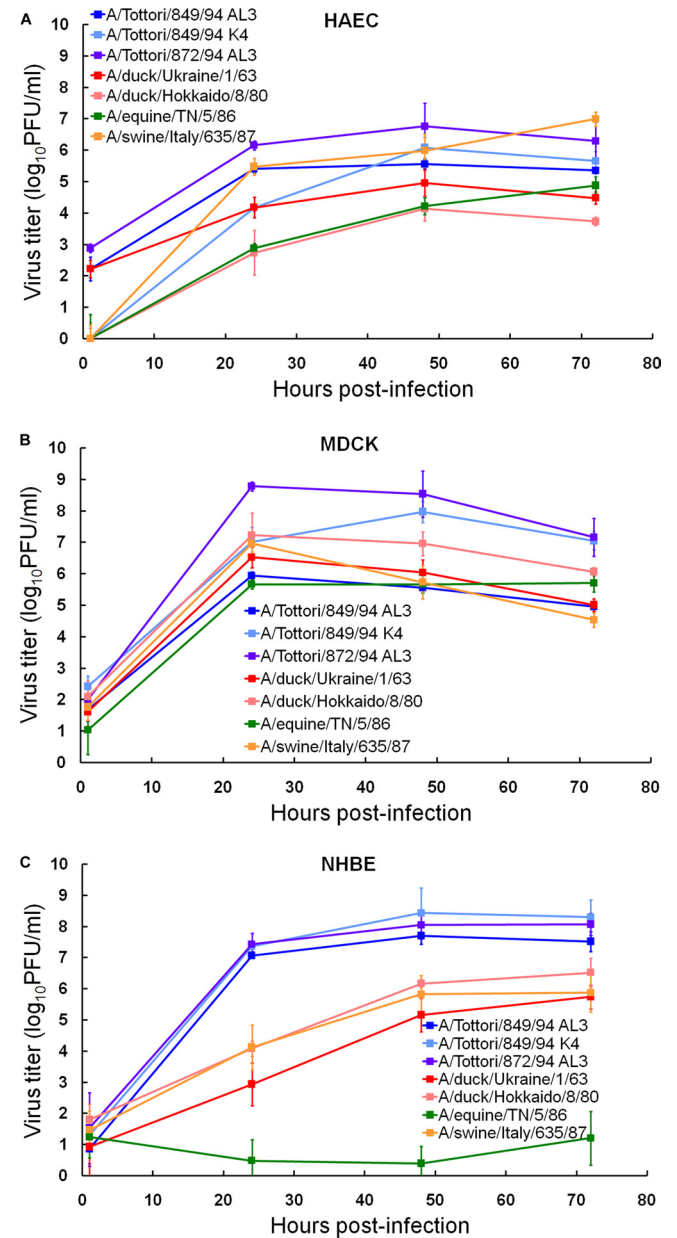 A
HAEC
A/Tottori/849/94 AL3
A/Tottori/849/94 K4
A/Tottori/872/94 AL3
A/duck/Ukraine/1/63
A/duck/Hokkaido/8/80
A/equine/TN/5/86
A/swine/Italy/635/87
Virus titer (log10PFU/ml)
10
9
8
7
6
5
4
3
2
1
0
0 10 20 30 40 50 60 70 80
Hours post-infection
B
MDCK
Virus titer (log10PFU/ml)
10
9
8
7
6
5
4
3
2
1
0
A/Tottori/849/94 AL3
A/Tottori/849/94 K4
A/Tottori/872/94 AL3
A/duck/Ukraine/1/63
A/duck/Hokkaido/8/80
A/equine/TN/5/86
A/swine/Italy/635/87
0 10 20 30 40 50 60 70 80
Hours post-infection
C
NHBE
Virus titer (log10PFU/ml)
10
9
8
7
6
5
4
3
2
1
0
A/Tottori/849/94 AL3
A/Tottori/849/94 K4
A/Tottori/872/94 AL3
A/duck/Ukraine/1/63
A/duck/Hokkaido/8/80
A/equine/TN/5/86
A/swine/Italy/635/87
0 10 20 30 40 50 60 70 80
Hours post-infection